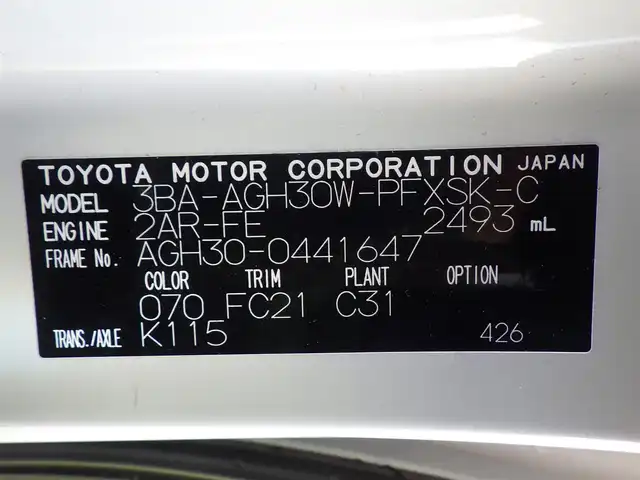 TOYOTA MOTOR CORPORATION JAPAN
MODEL 3BA-AGH30W-PFXSK-C
ENGINE 2AR-FE 2493 mL
FRAME No. AGH30-0441647
COLOR TRIM PLANT OPTION
070 FC21 C31
TRANS./AXLE K115 426